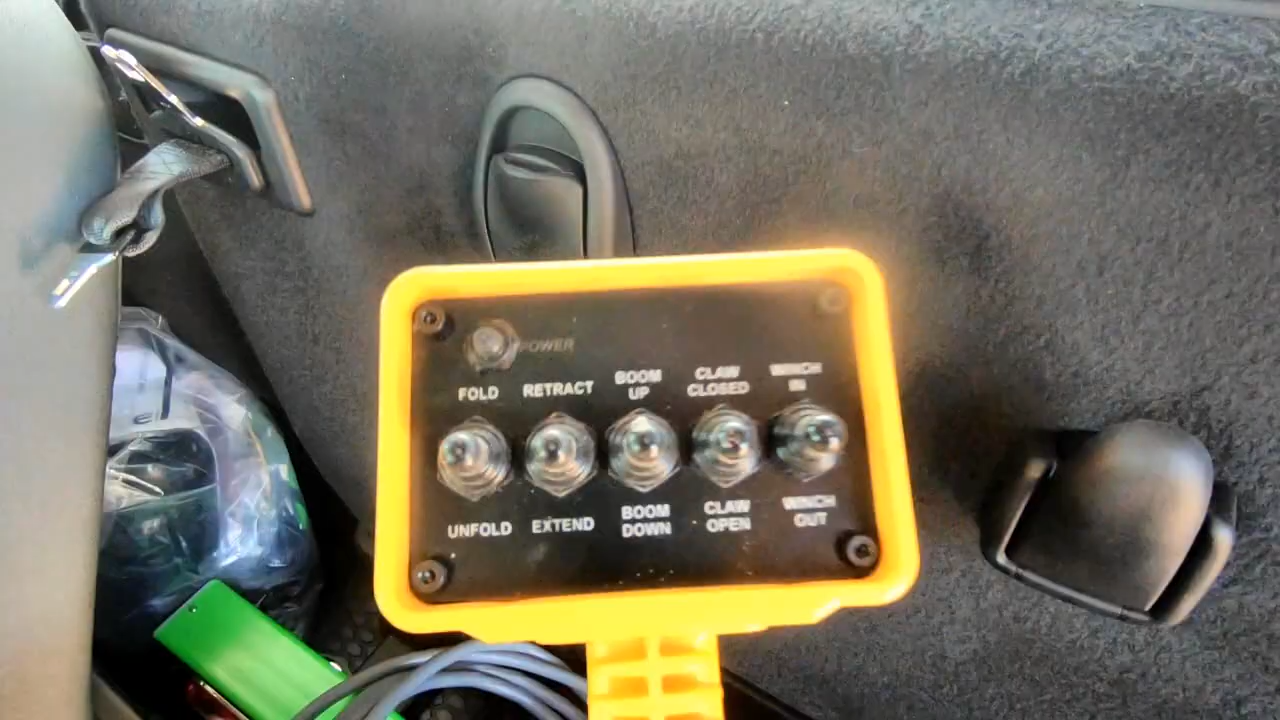 POWER
FOLD RETRACT BOOM UP CLAW CLOSED WINCH IN
UNFOLD EXTEND BOOM DOWN CLAW OPEN WINCH OUT